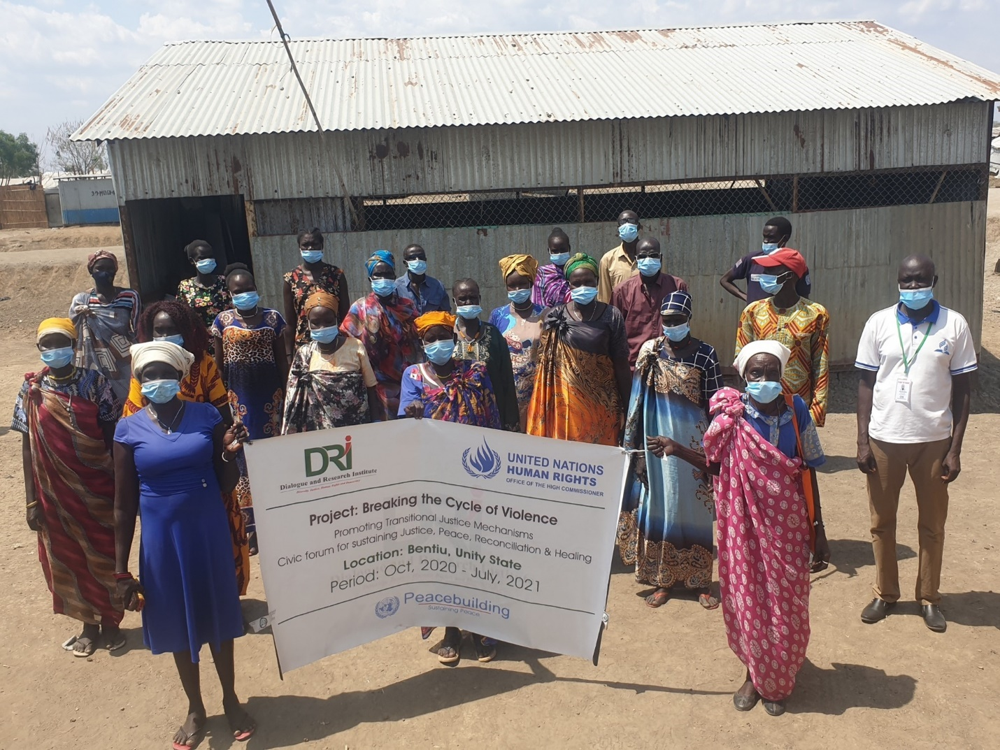 DRi
Dialogue and Research Institute
UNITED NATIONS
HUMAN RIGHTS
OFFICE OF THE HIGH COMMISSIONER
Project: Breaking the Cycle of Violence
Promoting Transitional Justice Mechanisms
Civic forum for sustaining Justice, Peace, Reconciliation & Healing
Location: Bentiu, Unity State
Period: Oct, 2020 - July, 2021
Peacebuilding
Sustaining Peace